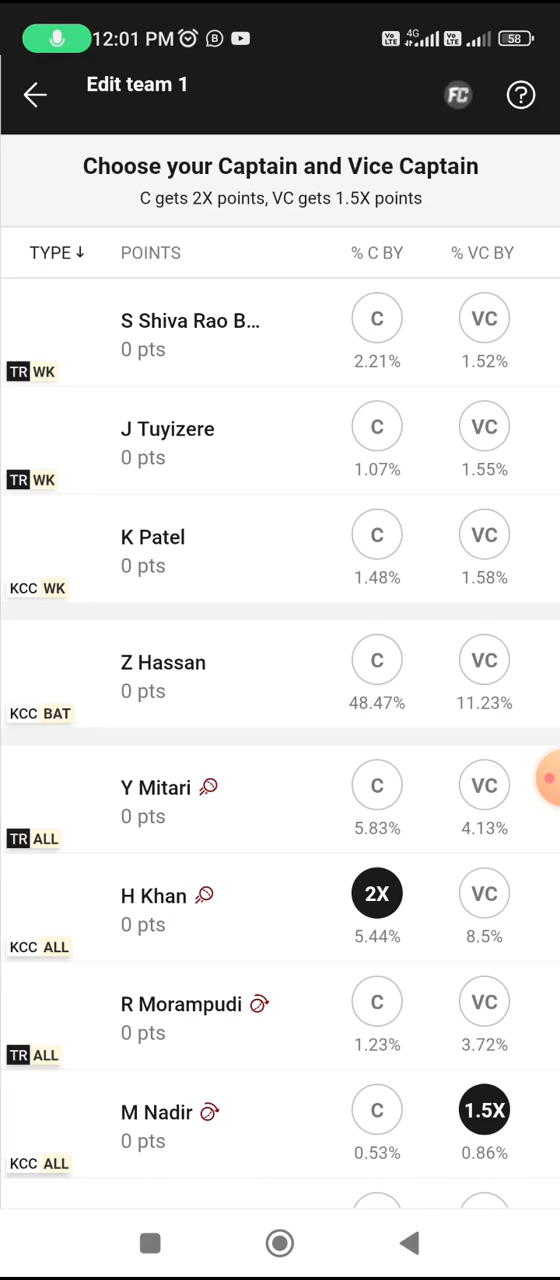 12:01 PM B Vo LTE 4G Vo LTE 58
Edit team 1
FC ?
Choose your Captain and Vice Captain
C gets 2X points, VC gets 1.5X points
TYPE↓ POINTS % C BY % VC BY
S Shiva Rao B... C VC
0 pts
TR WK 2.21% 1.52%
J Tuyizere C VC
0 pts
TR WK 1.07% 1.55%
K Patel C VC
0 pts
KCC WK 1.48% 1.58%
Z Hassan C VC
0 pts
KCC BAT 48.47% 11.23%
Y Mitari C VC
0 pts
TR ALL 5.83% 4.13%
H Khan 2X VC
0 pts
KCC ALL 5.44% 8.5%
R Morampudi C VC
0 pts
TR ALL 1.23% 3.72%
M Nadir C 1.5X
0 pts
KCC ALL 0.53% 0.86%